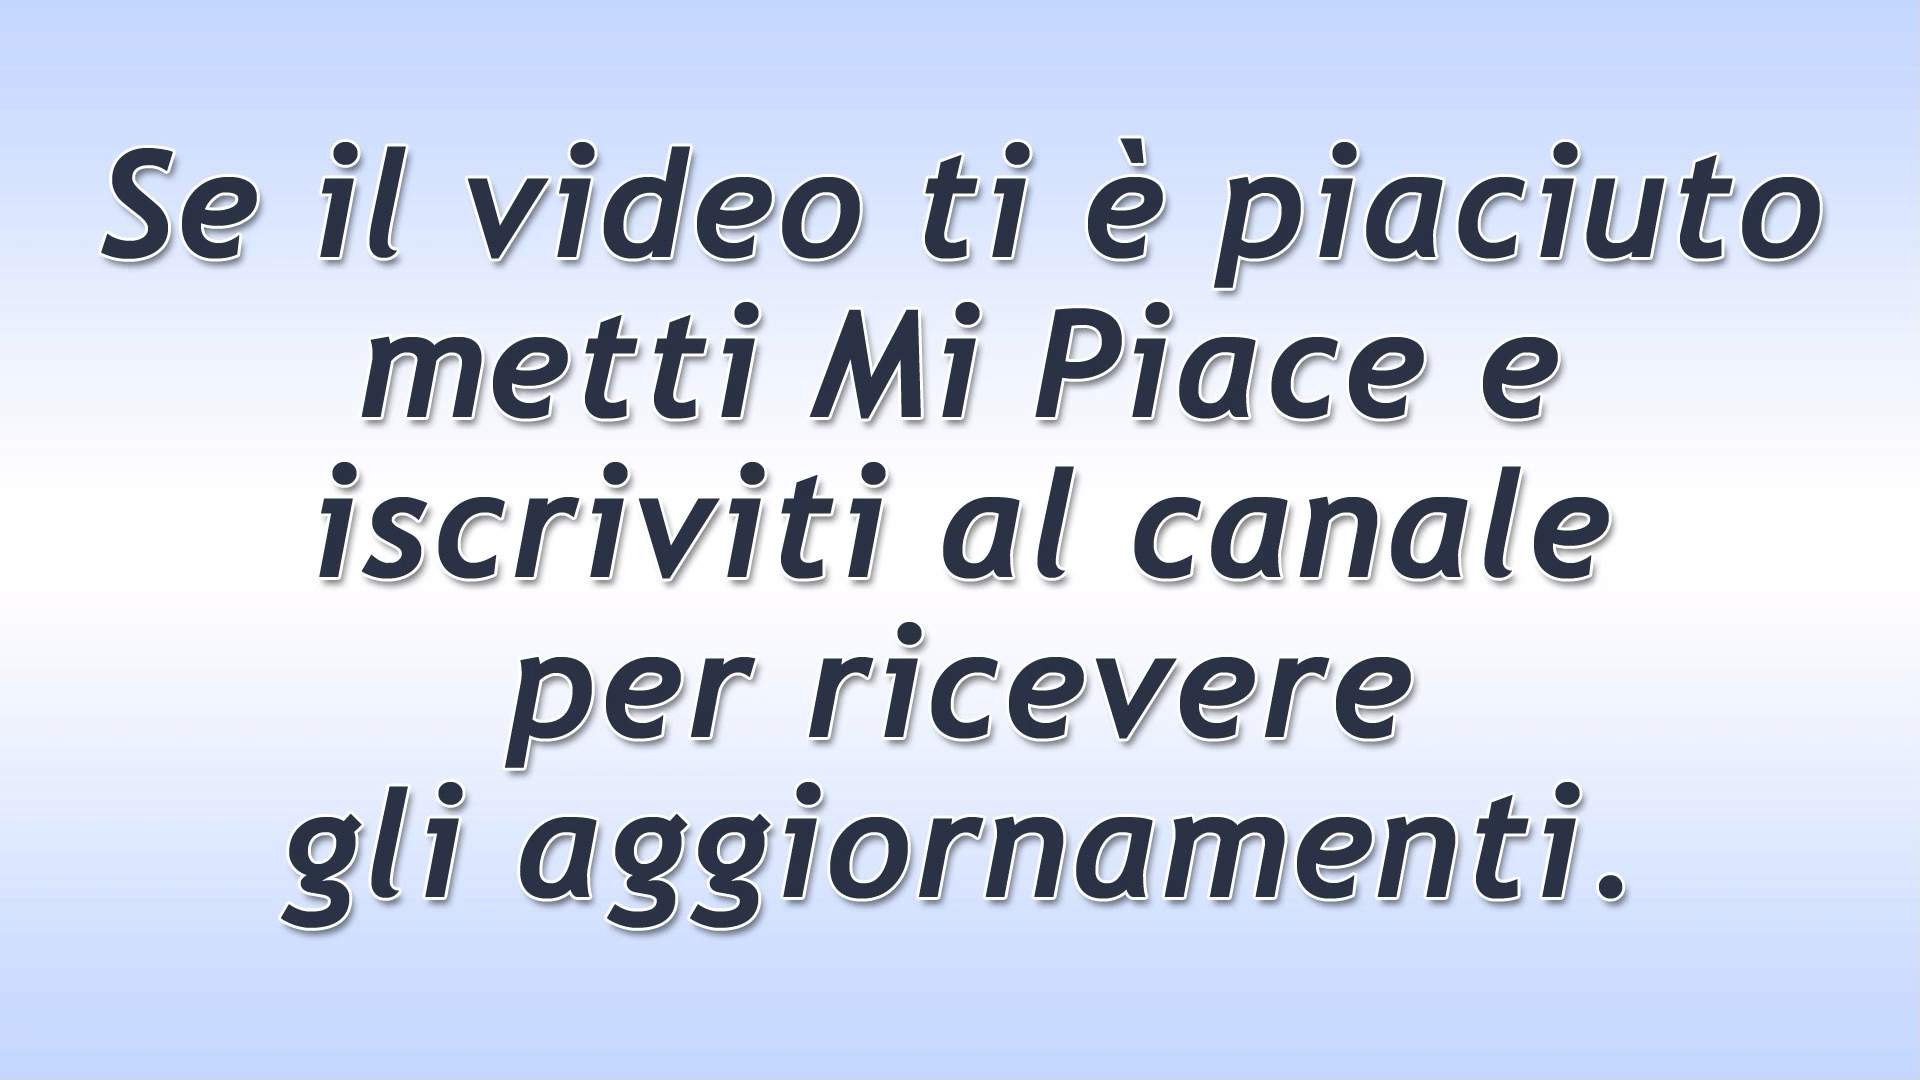 Se il video ti è piaciuto
metti Mi Piace e
iscriviti al canale
per ricevere
gli aggiornamenti.